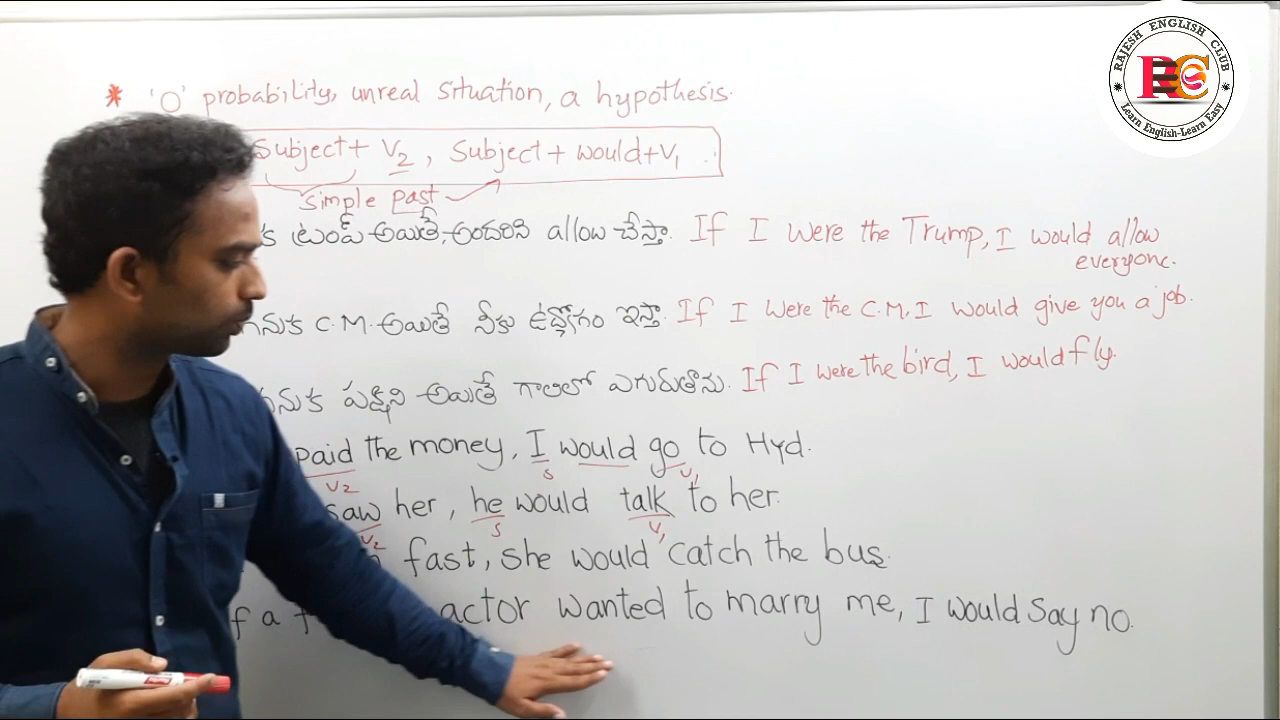 RAJESH ENGLISH CLUB
REC
Learn English-Learn Easy
* 'O' probability, unreal situation, a hypothesis.
Subject + V2, Subject + would + V1
simple past
ట్రంప్ అయితే, అందరిని allow చేస్తా. If I were the Trump, I would allow
everyone.
C.M. అయితే నీకు ఉద్యోగం ఇస్తా. If I were the C.M, I would give you a job.
పక్షిని అయితే గాలిలో ఎగురుతాను. If I were the bird, I would fly.
paid the money, I would go to Hyd.
V2 S V1
saw her, he would talk to her.
V2 S V1
fast, she would catch the bus.
f a f actor wanted to marry me, I would say no.